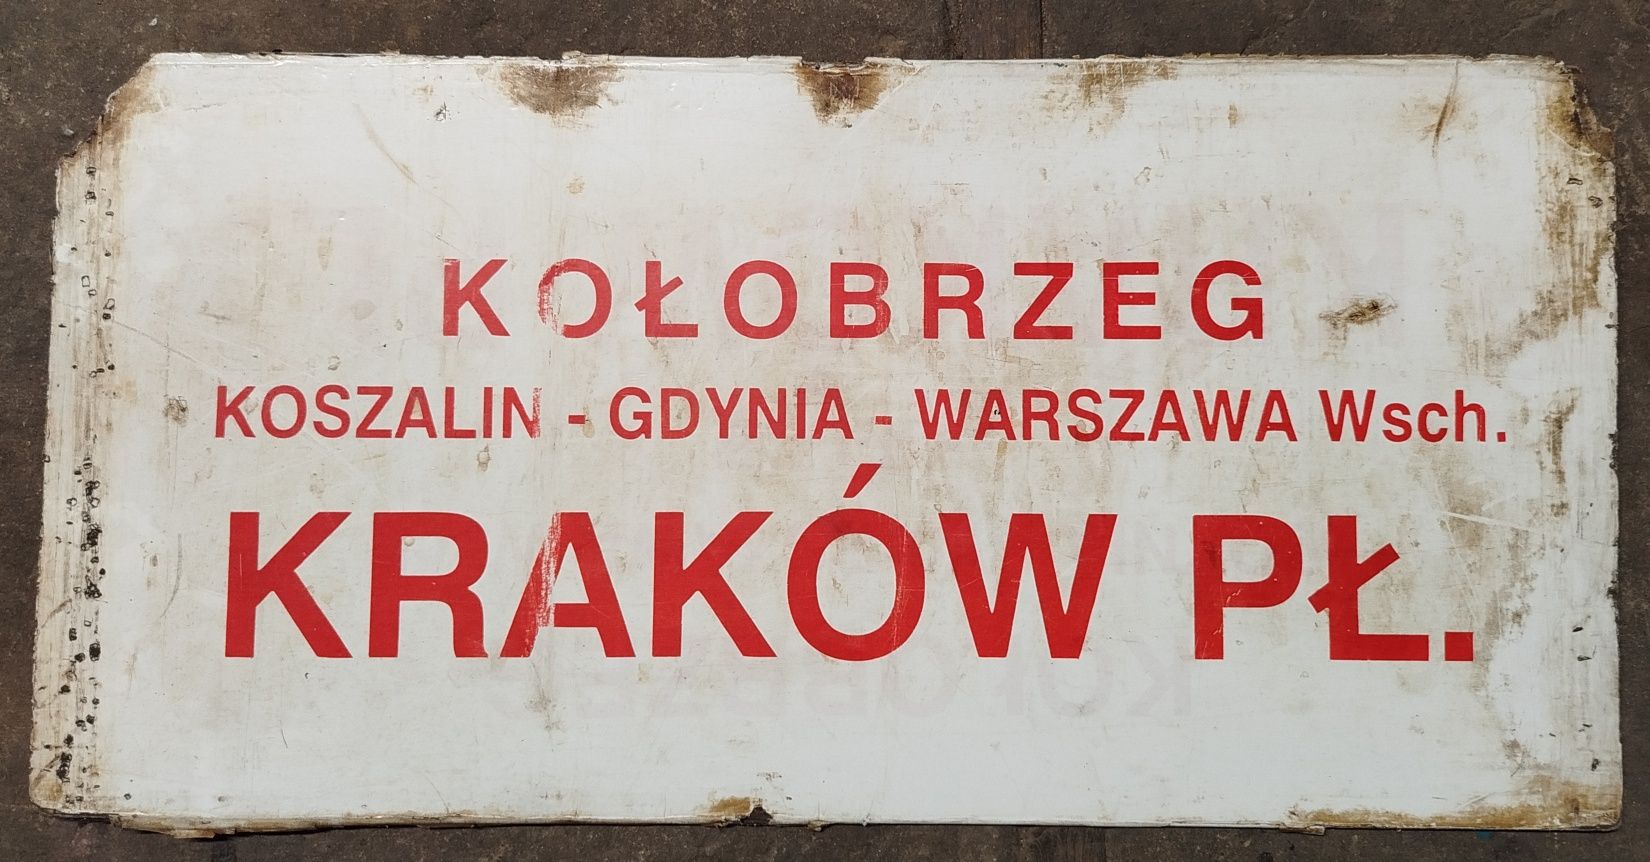 KOŁOBRZEG
KOSZALIN - GDYNIA - WARSZAWA Wsch.
KRAKÓW PŁ.